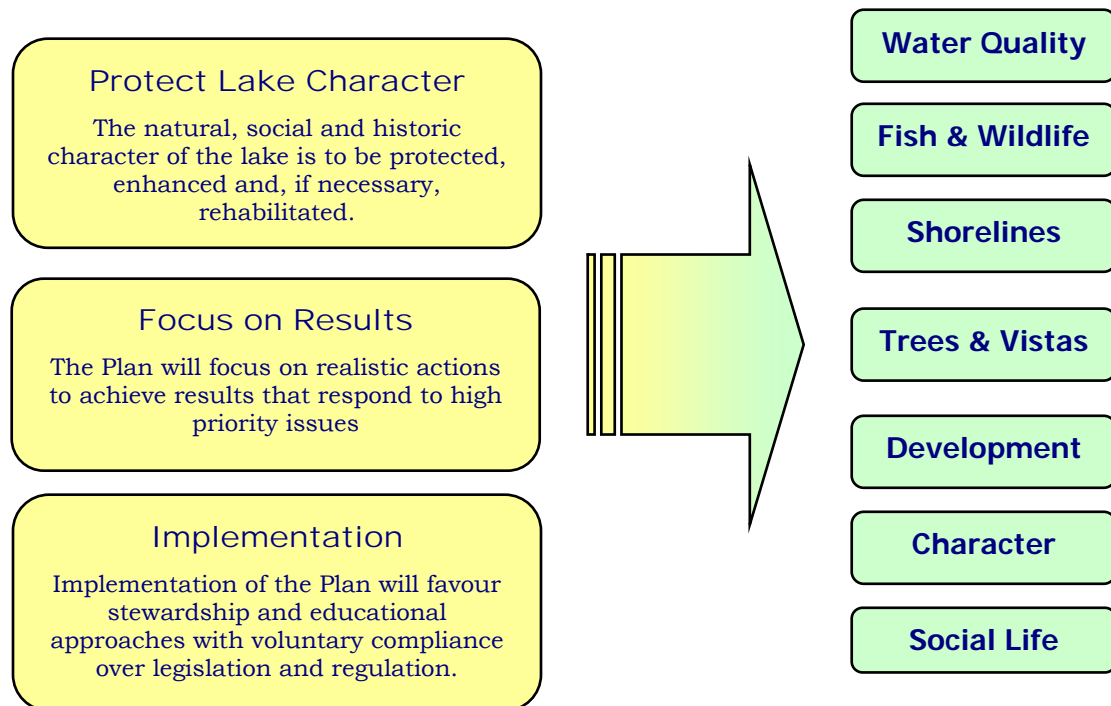 Protect Lake Character
The natural, social and historic
character of the lake is to be protected,
enhanced and, if necessary,
rehabilitated.
Focus on Results
The Plan will focus on realistic actions
to achieve results that respond to high
priority issues
Implementation
Implementation of the Plan will favour
stewardship and educational
approaches with voluntary compliance
over legislation and regulation.
Water Quality
Fish & Wildlife
Shorelines
Trees & Vistas
Development
Character
Social Life